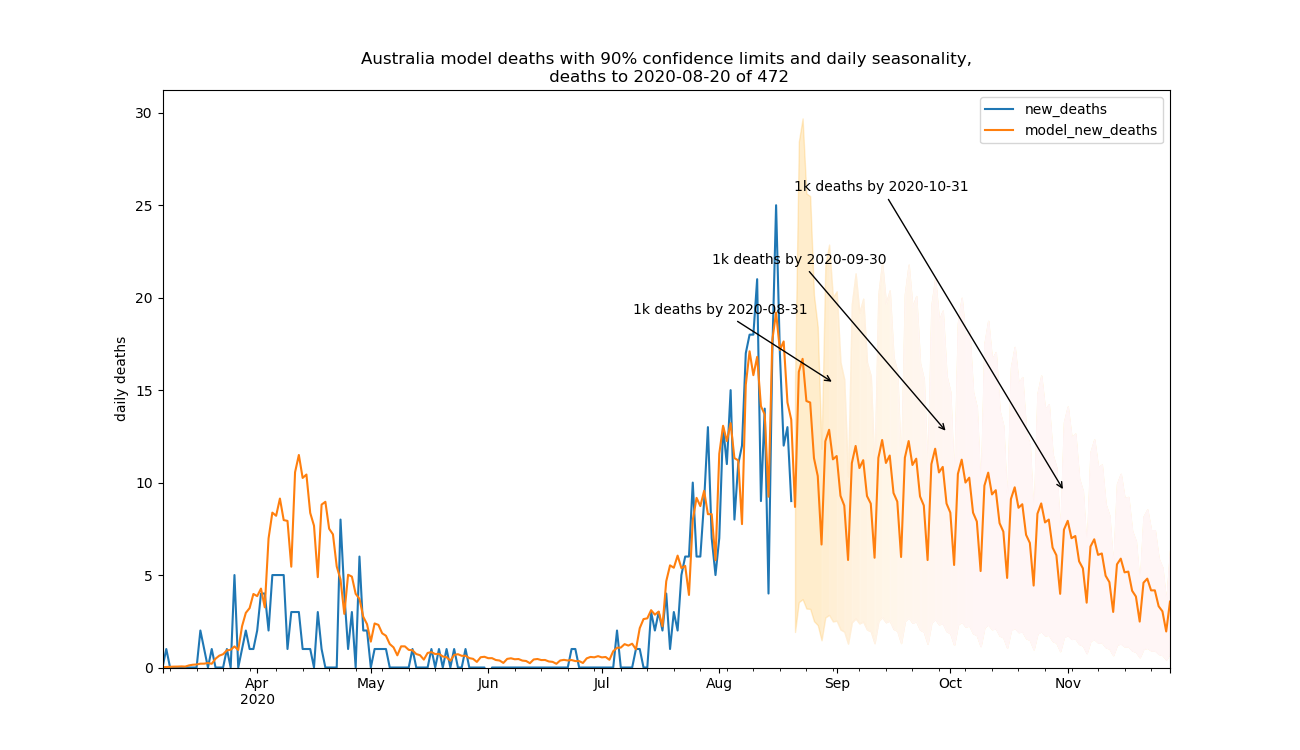 Australia model deaths with 90% confidence limits and daily seasonality,
deaths to 2020-08-20 of 472
new_deaths
model_new_deaths
1k deaths by 2020-10-31
1k deaths by 2020-09-30
1k deaths by 2020-08-31
daily deaths
30
25
20
15
10
5
0
Apr
2020
May
Jun
Jul
Aug
Sep
Oct
Nov